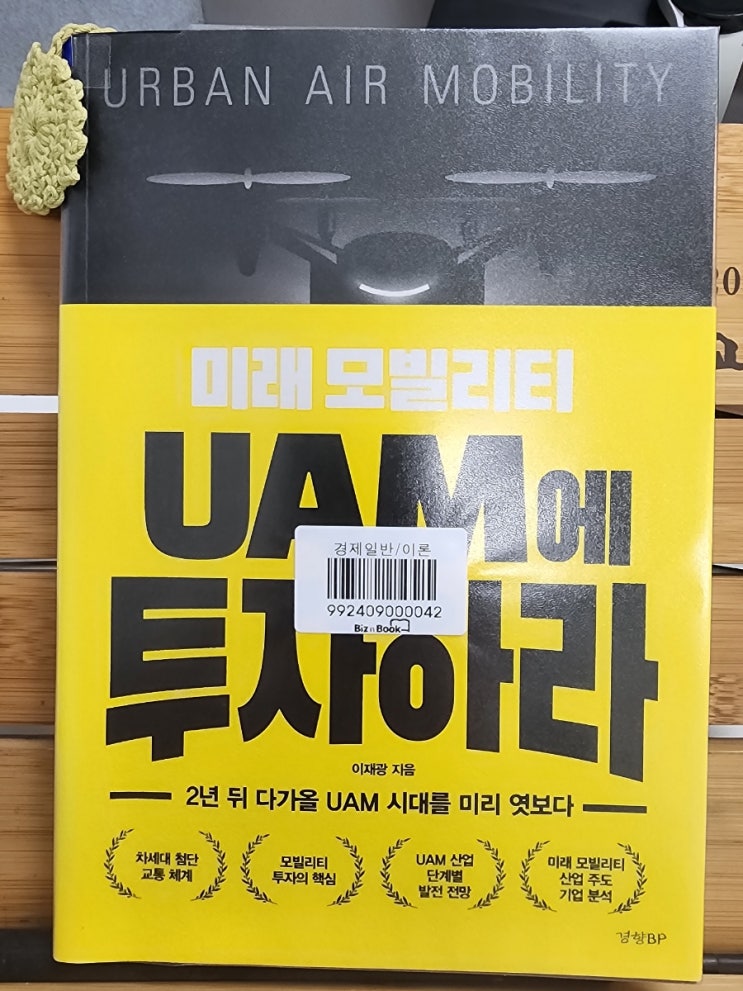 URBAN AIR MOBILITY
미래 모빌리티
UAM에
경제일반/이론
992409000042
Biz n Book
투자하라
이재광 지음
2년 뒤 다가올 UAM 시대를 미리 엿보다
차세대 첨단
교통 체계
모빌리티
투자의 핵심
UAM 산업
단계별
발전 전망
미래 모빌리티
산업 주도
기업 분석
경향BP